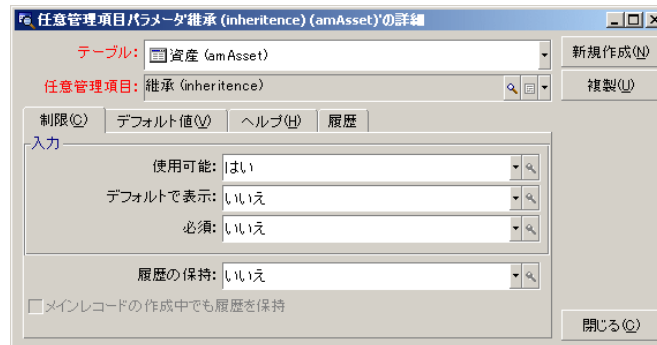 任意管理項目パラメータ'継承 (inheritence) (amAsset)'の詳細
テーブル: 資産 (amAsset)
新規作成(N)
任意管理項目: 継承 (inheritence)
複製(U)
制限(C) デフォルト値(V) ヘルプ(H) 履歴
入力
使用可能: はい
デフォルトで表示: いいえ
必須: いいえ
履歴の保持: いいえ
メインレコードの作成中でも履歴を保持
閉じる(C)